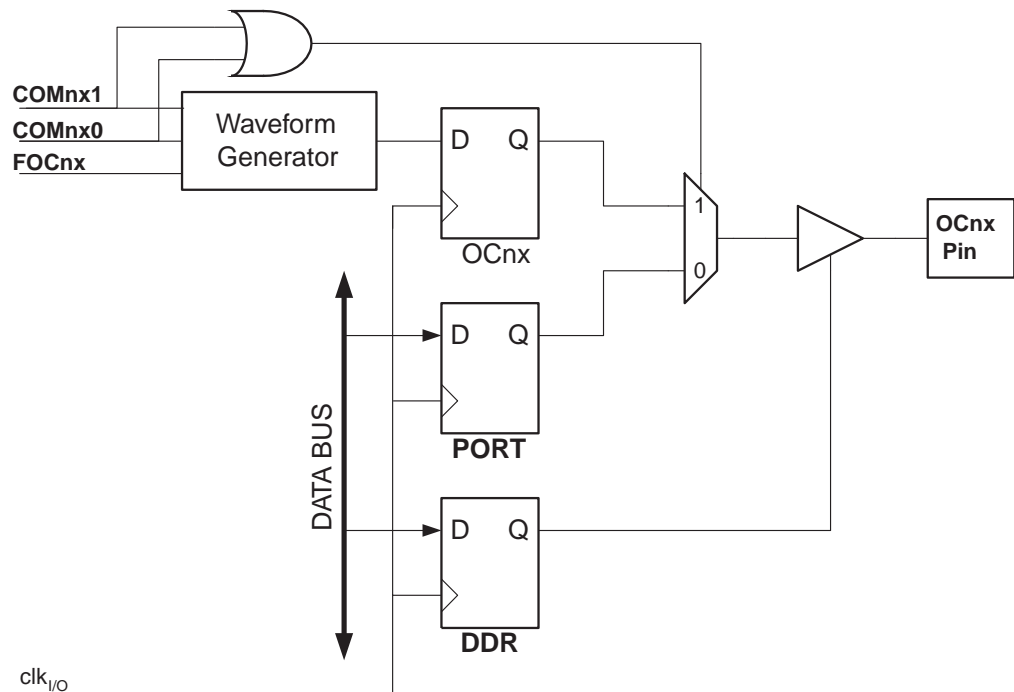 COMnx1
COMnx0
FOCnx
Waveform
Generator
D Q
OCnx
1
0
OCnx
Pin
D Q
PORT
DATA BUS
D Q
DDR
clkI/O